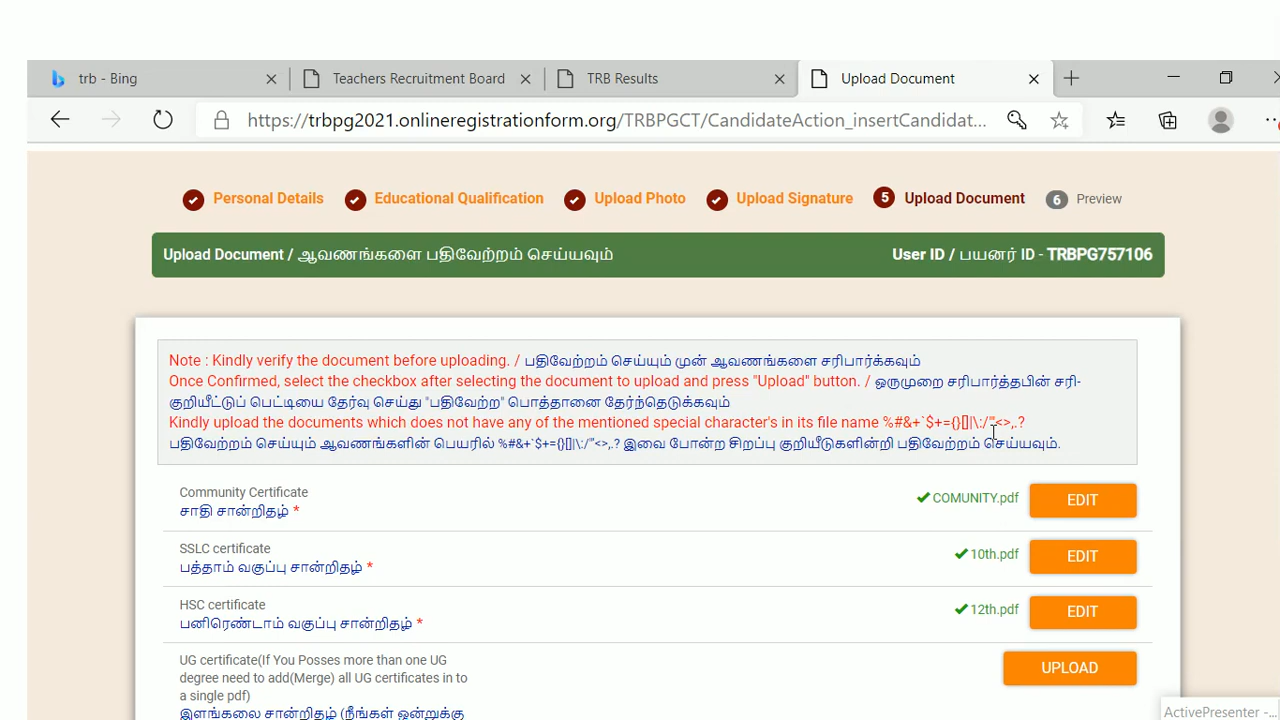 trb - Bing
Teachers Recruitment Board
TRB Results
Upload Document
https://trbpg2021.onlineregistrationform.org/TRBPGCT/CandidateAction_insertCandidat...
Personal Details
Educational Qualification
Upload Photo
Upload Signature
5 Upload Document
6 Preview
Upload Document / ஆவணங்களை பதிவேற்றம் செய்யவும்
User ID / பயனர் ID - TRBPG757106
Note : Kindly verify the document before uploading. / பதிவேற்றம் செய்யும் முன் ஆவணங்களை சரிபார்க்கவும்
Once Confirmed, select the checkbox after selecting the document to upload and press "Upload" button. / ஒருமுறை சரிபார்த்தபின் சரி-
குறியீட்டுப் பெட்டியை தேர்வு செய்து "பதிவேற்ற" பொத்தானை தேர்ந்தெடுக்கவும்
Kindly upload the documents which does not have any of the mentioned special character's in its file name %#&+`$+={}[]|\:/'"<>,.?
பதிவேற்றம் செய்யும் ஆவணங்களின் பெயரில் %#&+`$+={}[]|\:/'"<>,.? இவை போன்ற சிறப்பு குறியீடுகளின்றி பதிவேற்றம் செய்யவும்.
Community Certificate
சாதி சான்றிதழ் *
COMUNITY.pdf
EDIT
SSLC certificate
பத்தாம் வகுப்பு சான்றிதழ் *
10th.pdf
EDIT
HSC certificate
பனிரெண்டாம் வகுப்பு சான்றிதழ் *
12th.pdf
EDIT
UG certificate(If You Posses more than one UG
degree need to add(Merge) all UG certificates in to
a single pdf)
இளங்கலை சான்றிதழ் (நீங்கள் ஒன்றுக்கு
UPLOAD
ActivePresenter -...